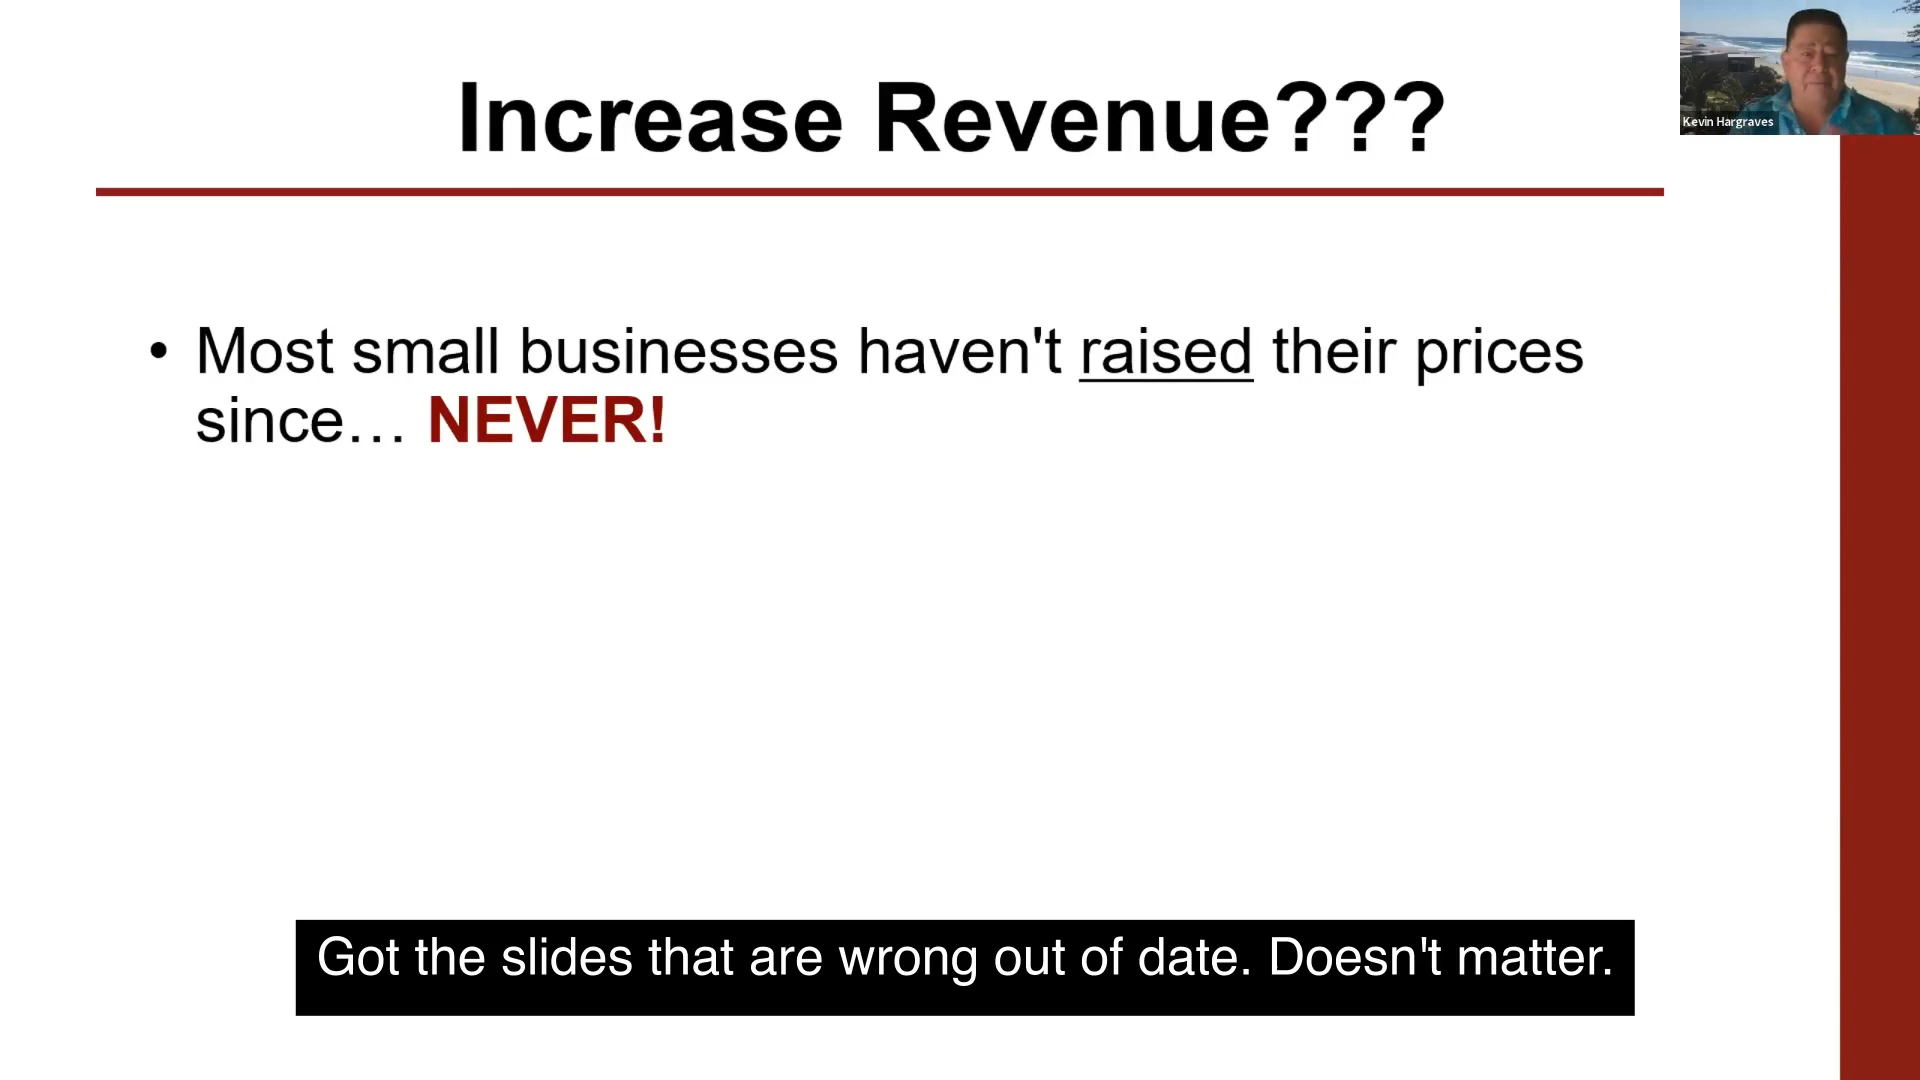 Increase Revenue???
Kevin Hargraves
• Most small businesses haven't raised their prices
since… NEVER!
Got the slides that are wrong out of date. Doesn't matter.